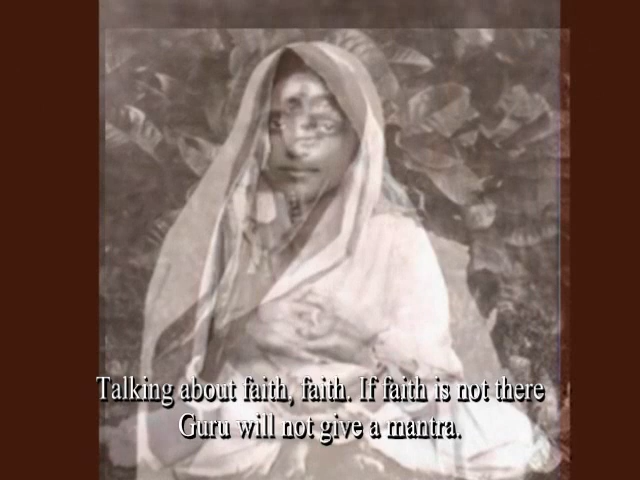 Talking about faith, faith. If faith is not there
Guru will not give a mantra.